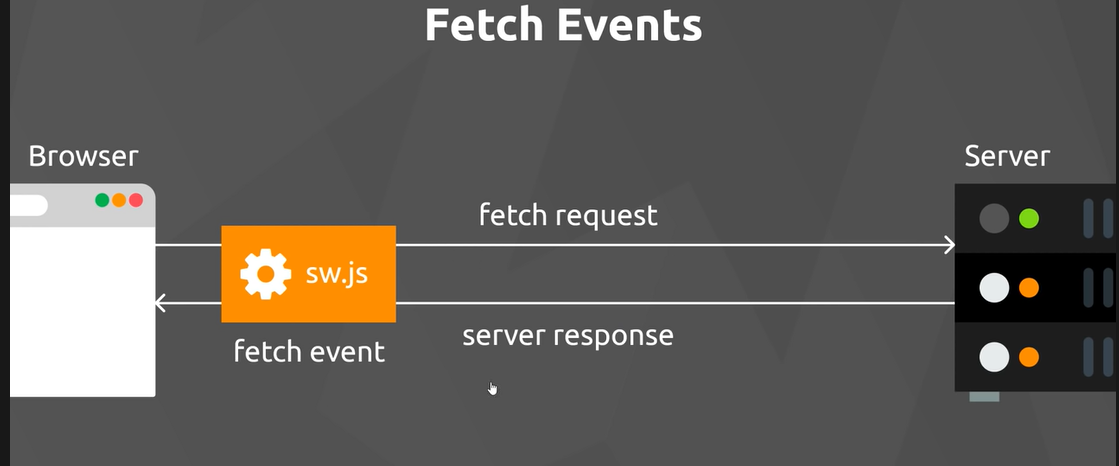 Fetch Events
Browser
Server
fetch request
sw.js
server response
fetch event